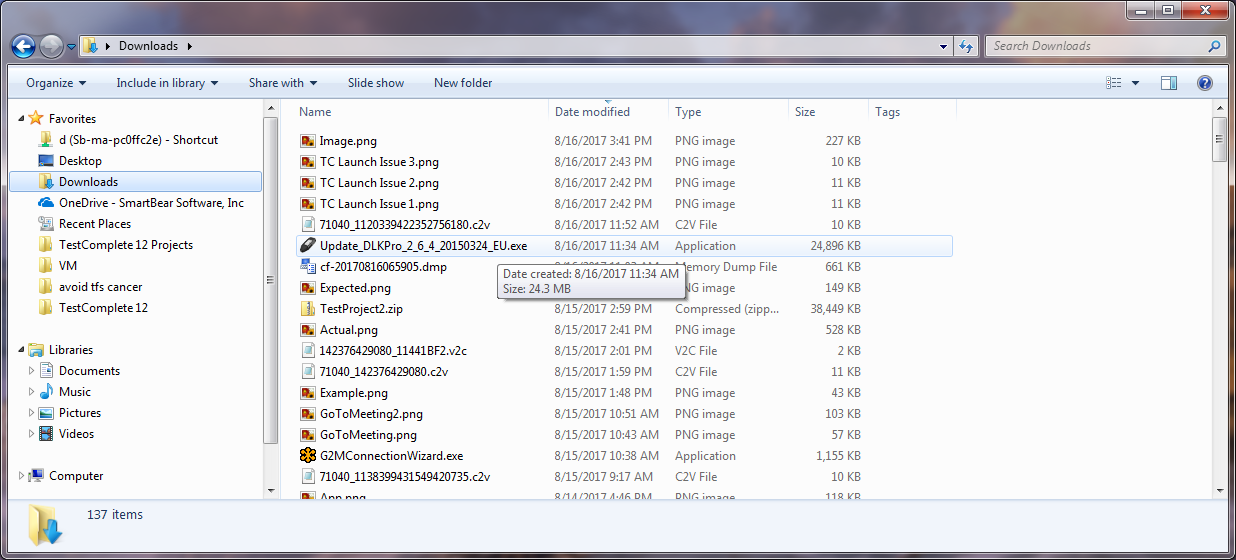 Downloads
Search Downloads
Organize Include in library Share with Slide show New folder
Favorites
d (Sb-ma-pc0ffc2e) - Shortcut
Desktop
Downloads
OneDrive - SmartBear Software, Inc
Recent Places
TestComplete 12 Projects
VM
avoid tfs cancer
TestComplete 12
Libraries
Documents
Music
Pictures
Videos
Computer
Name Date modified Type Size Tags
Image.png 8/16/2017 3:41 PM PNG image 227 KB
TC Launch Issue 3.png 8/16/2017 2:43 PM PNG image 10 KB
TC Launch Issue 2.png 8/16/2017 2:42 PM PNG image 11 KB
TC Launch Issue 1.png 8/16/2017 2:42 PM PNG image 10 KB
71040_1120339422352756180.c2v 8/16/2017 11:52 AM C2V File 10 KB
Update_DLKPro_2_6_4_20150324_EU.exe 8/16/2017 11:34 AM Application 24,896 KB
cf-20170816065905.dmp Memory Dump File 661 KB
Date created: 8/16/2017 11:34 AM
Size: 24.3 MB
Expected.png PNG image 149 KB
TestProject2.zip 8/15/2017 2:59 PM Compressed (zipp... 38,449 KB
Actual.png 8/15/2017 2:41 PM PNG image 528 KB
142376429080_11441BF2.v2c 8/15/2017 2:01 PM V2C File 2 KB
71040_142376429080.c2v 8/15/2017 1:59 PM C2V File 11 KB
Example.png 8/15/2017 1:48 PM PNG image 43 KB
GoToMeeting2.png 8/15/2017 10:51 AM PNG image 103 KB
GoToMeeting.png 8/15/2017 10:43 AM PNG image 57 KB
G2MConnectionWizard.exe 8/15/2017 10:38 AM Application 1,155 KB
71040_1138399431549420735.c2v 8/15/2017 9:17 AM C2V File 10 KB
App.png 8/14/2017 4:46 PM PNG image 118 KB
137 items